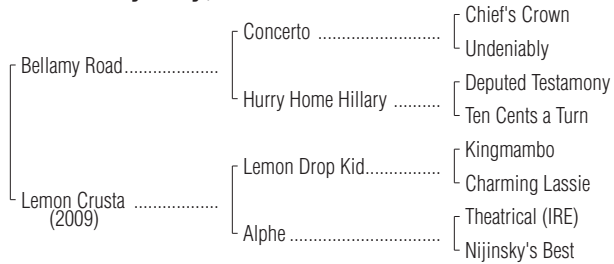 Chief's Crown
Concerto ....................
Undeniably
Bellamy Road...................
Deputed Testamony
Hurry Home Hillary ..........
Ten Cents a Turn
Kingmambo
Lemon Drop Kid...............
Charming Lassie
Lemon Crusta .................
(2009)
Theatrical (IRE)
Alphe ..............................
Nijinsky's Best